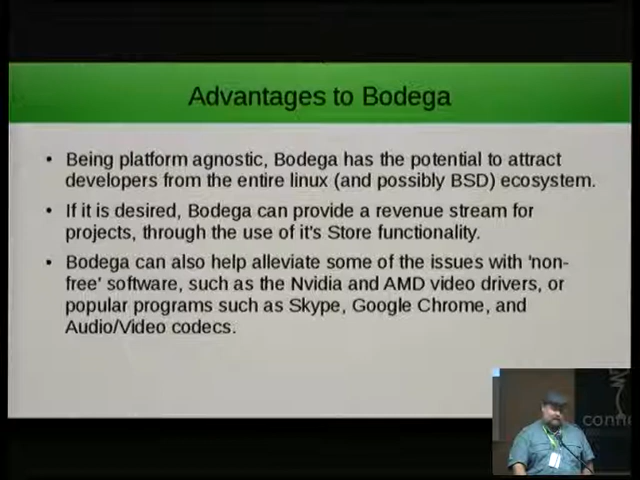 Advantages to Bodega
• Being platform agnostic, Bodega has the potential to attract
developers from the entire linux (and possibly BSD) ecosystem.
• If it is desired, Bodega can provide a revenue stream for
projects, through the use of it's Store functionality.
• Bodega can also help alleviate some of the issues with 'non-
free' software, such as the Nvidia and AMD video drivers, or
popular programs such as Skype, Google Chrome, and
Audio/Video codecs.